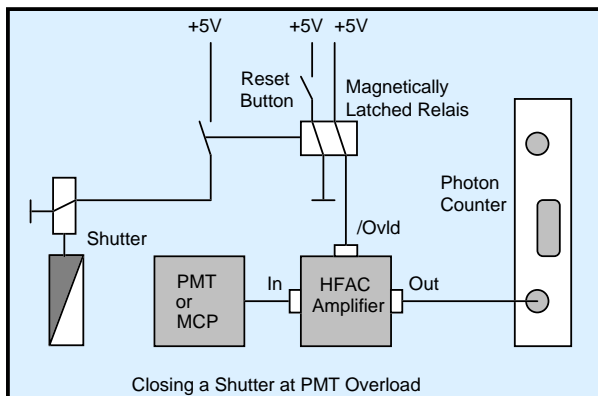 +5V
+5V +5V
Reset
Button
Magnetically
Latched Relais
Photon
Counter
/Ovld
Shutter
PMT
or
MCP
In
HFAC
Amplifier
Out
Closing a Shutter at PMT Overload